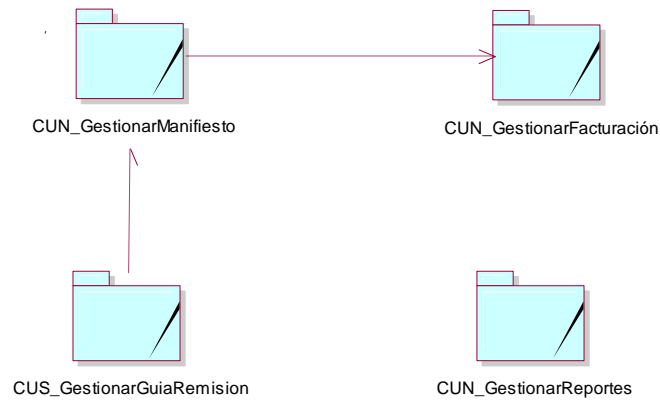 CUN_GestionarManifiesto
CUN_GestionarFacturación
CUS_GestionarGuiaRemision
CUN_GestionarReportes